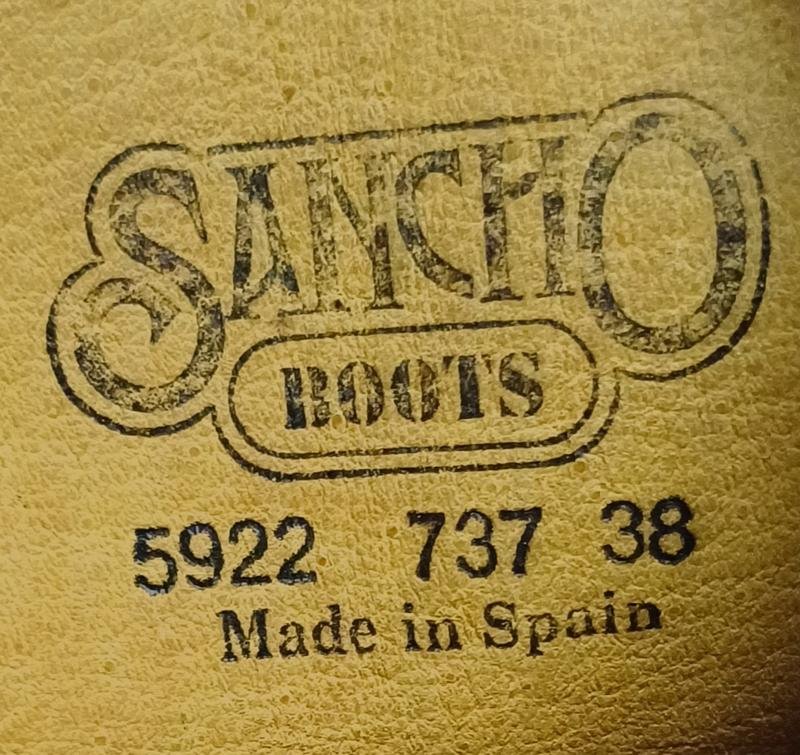 SANCHO
BOOTS
5922 737 38
Made in Spain